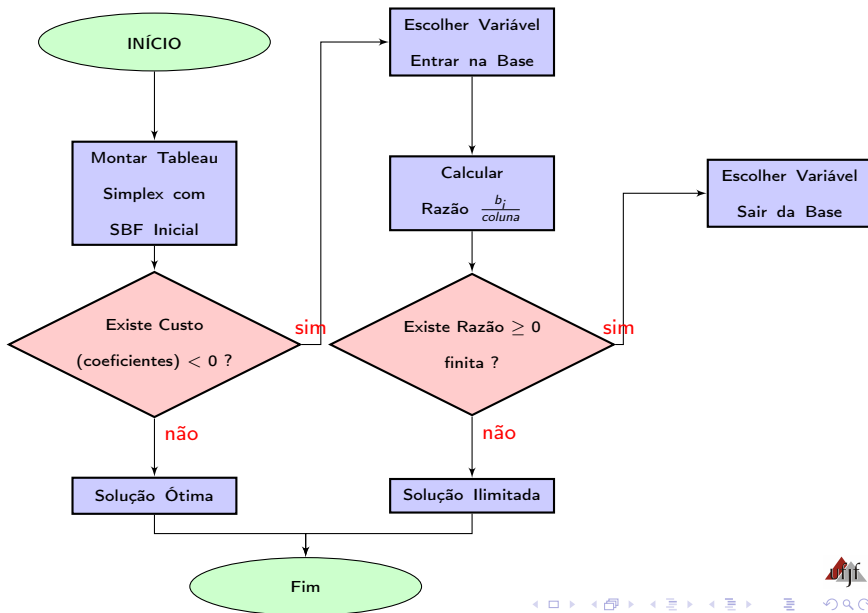 INÍCIO
Montar Tableau
Simplex com
SBF Inicial
Existe Custo
(coeficientes) < 0 ?
sim
não
Solução Ótima
Escolher Variável
Entrar na Base
Calcular
Razão b_i/coluna
Existe Razão ≥ 0
finita ?
sim
não
Solução Ilimitada
Escolher Variável
Sair da Base
Fim
ufjf